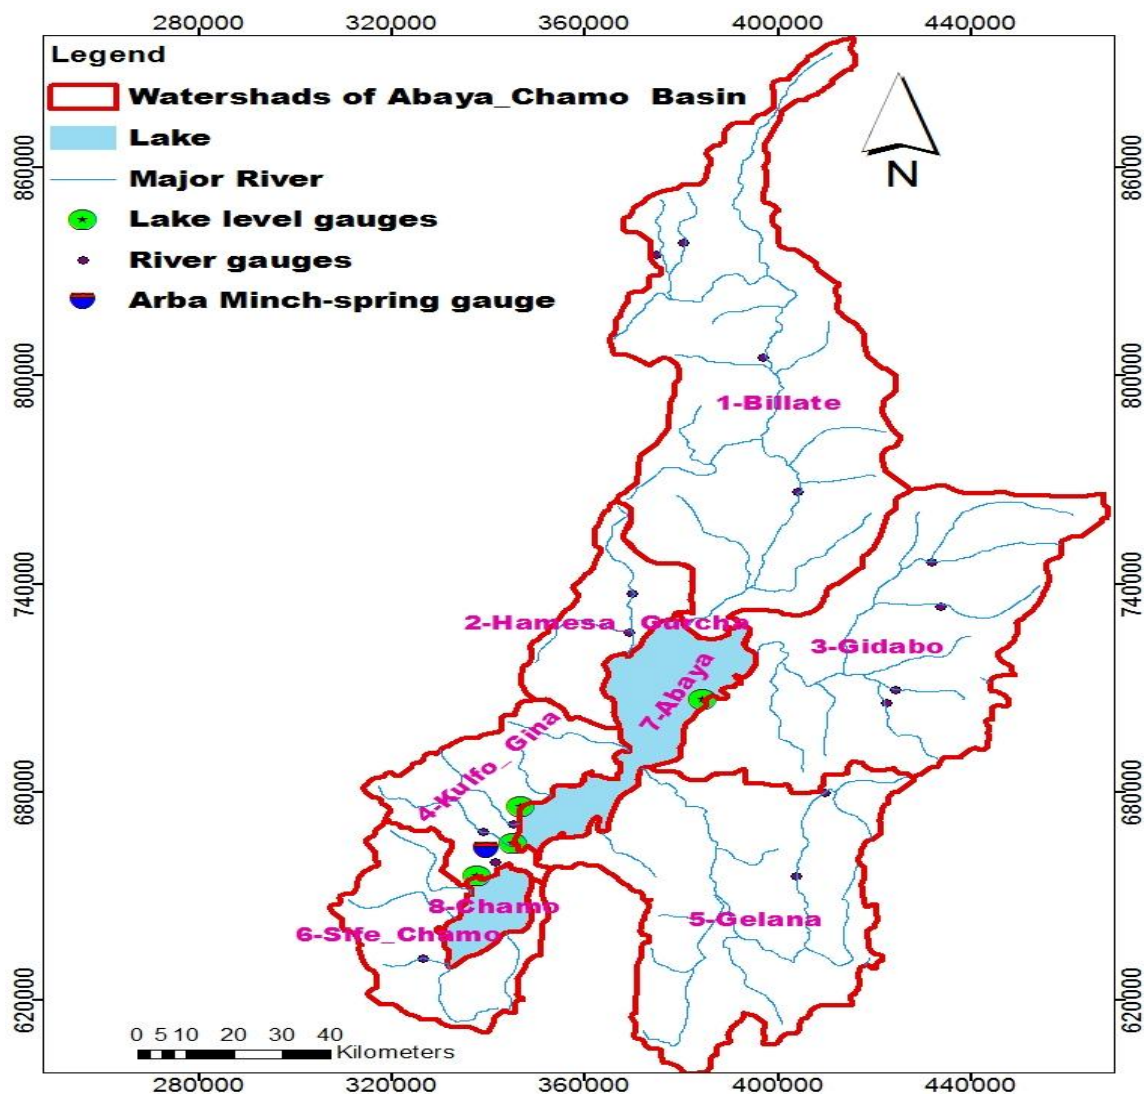 280000 320000 360000 400000 440000
Legend
Watershads of Abaya_Chamo Basin
Lake
Major River
Lake level gauges
River gauges
Arba Minch-spring gauge
N
860000 860000
800000 800000
1-Billate
740000 740000
2-Hamesa_Gurcha
3-Gidabo
7-Abaya
4-Kulfo_Gina
680000 680000
8-Chamo
5-Gelana
6-Sife_Chamo
620000 620000
0 5 10 20 30 40
Kilometers
280000 320000 360000 400000 440000